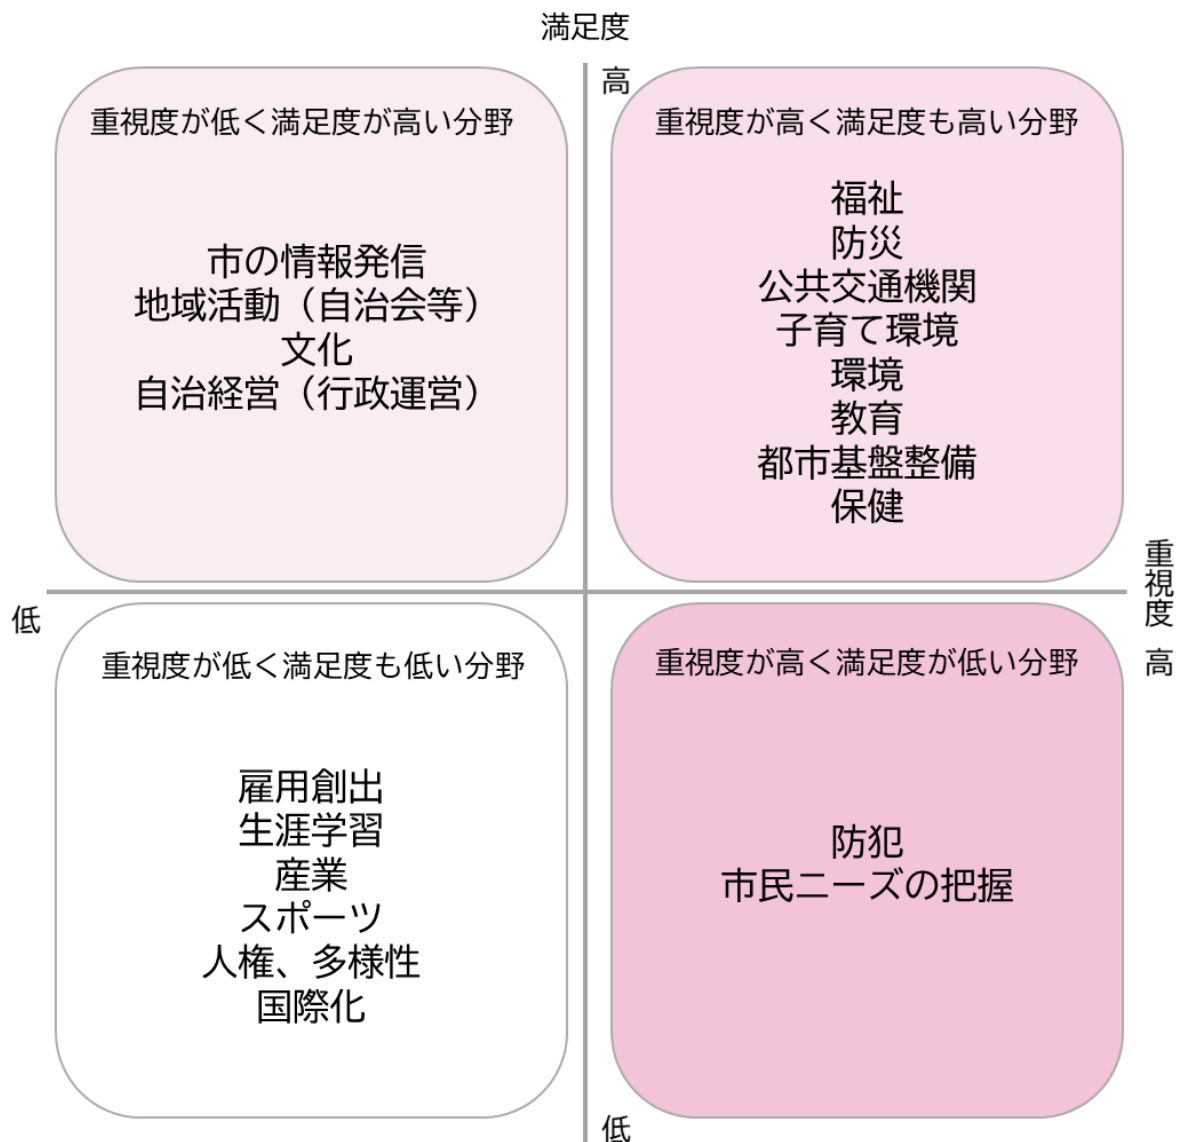 満足度
高
重視度が低く満足度が高い分野
市の情報発信
地域活動（自治会等）
文化
自治経営（行政運営）
重視度が高く満足度も高い分野
福祉
防災
公共交通機関
子育て環境
環境
教育
都市基盤整備
保健
低
重視度
高
重視度が低く満足度も低い分野
雇用創出
生涯学習
産業
スポーツ
人権、多様性
国際化
重視度が高く満足度が低い分野
防犯
市民ニーズの把握
低